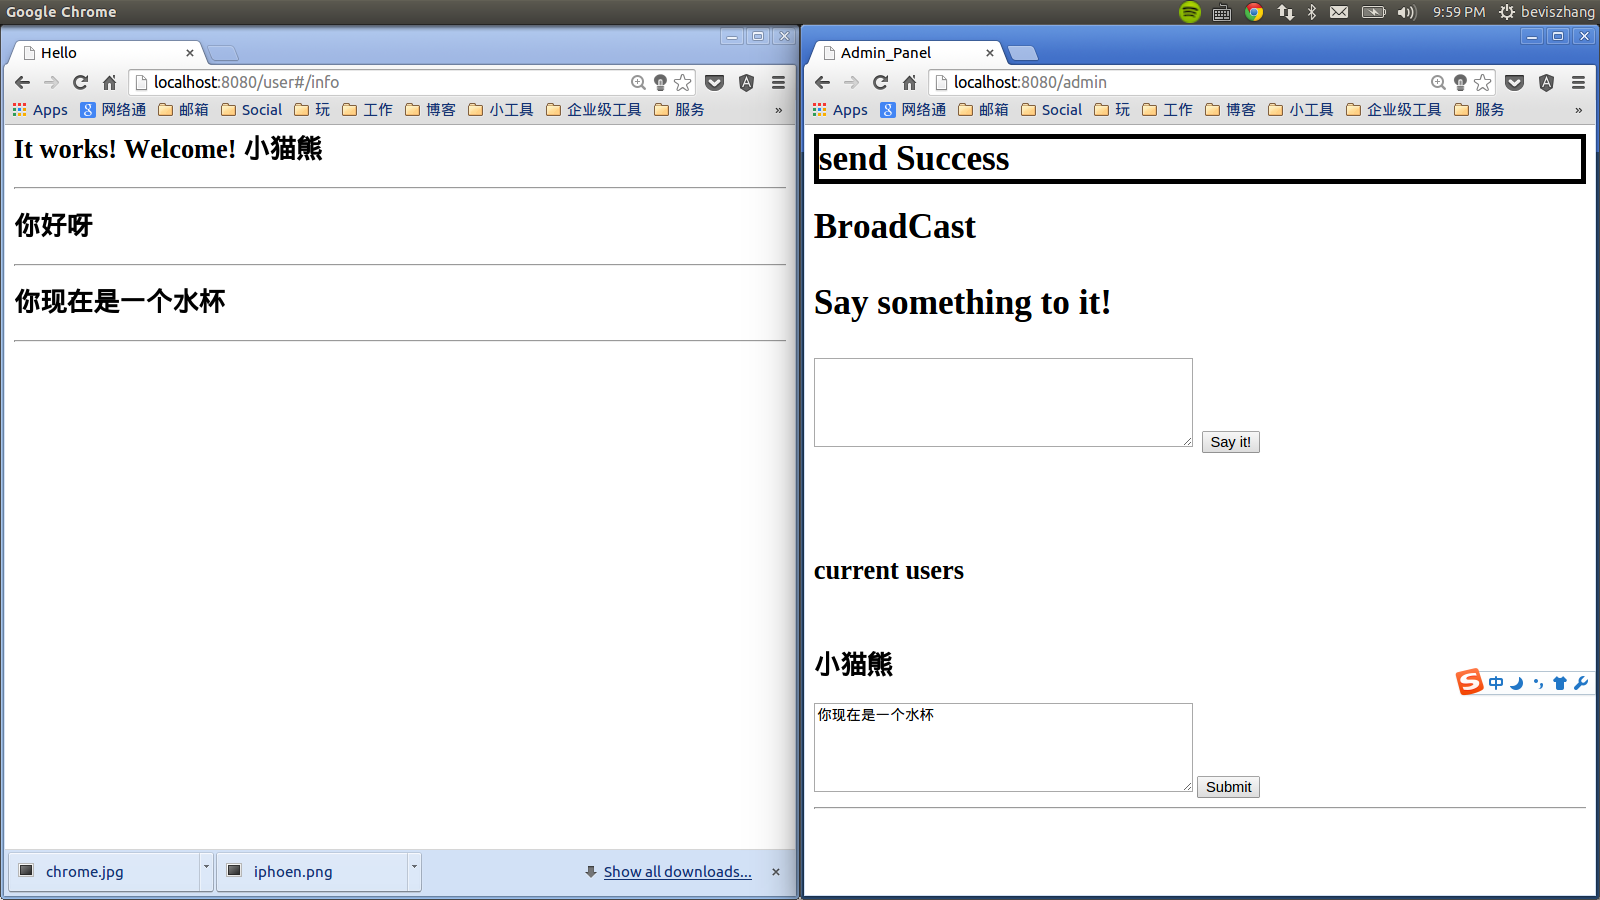 Google Chrome
9:59 PM beviszhang
Hello
localhost:8080/user#/info
Apps 网络通 邮箱 Social 玩 工作 博客 小工具 企业级工具 服务 »
It works! Welcome! 小猫熊
你好呀
你现在是一个水杯
chrome.jpg
iphoen.png
Show all downloads...
Admin_Panel
localhost:8080/admin
Apps 网络通 邮箱 Social 玩 工作 博客 小工具 企业级工具 服务 »
send Success
BroadCast
Say something to it!
Say it!
current users
小猫熊
你现在是一个水杯
Submit
中